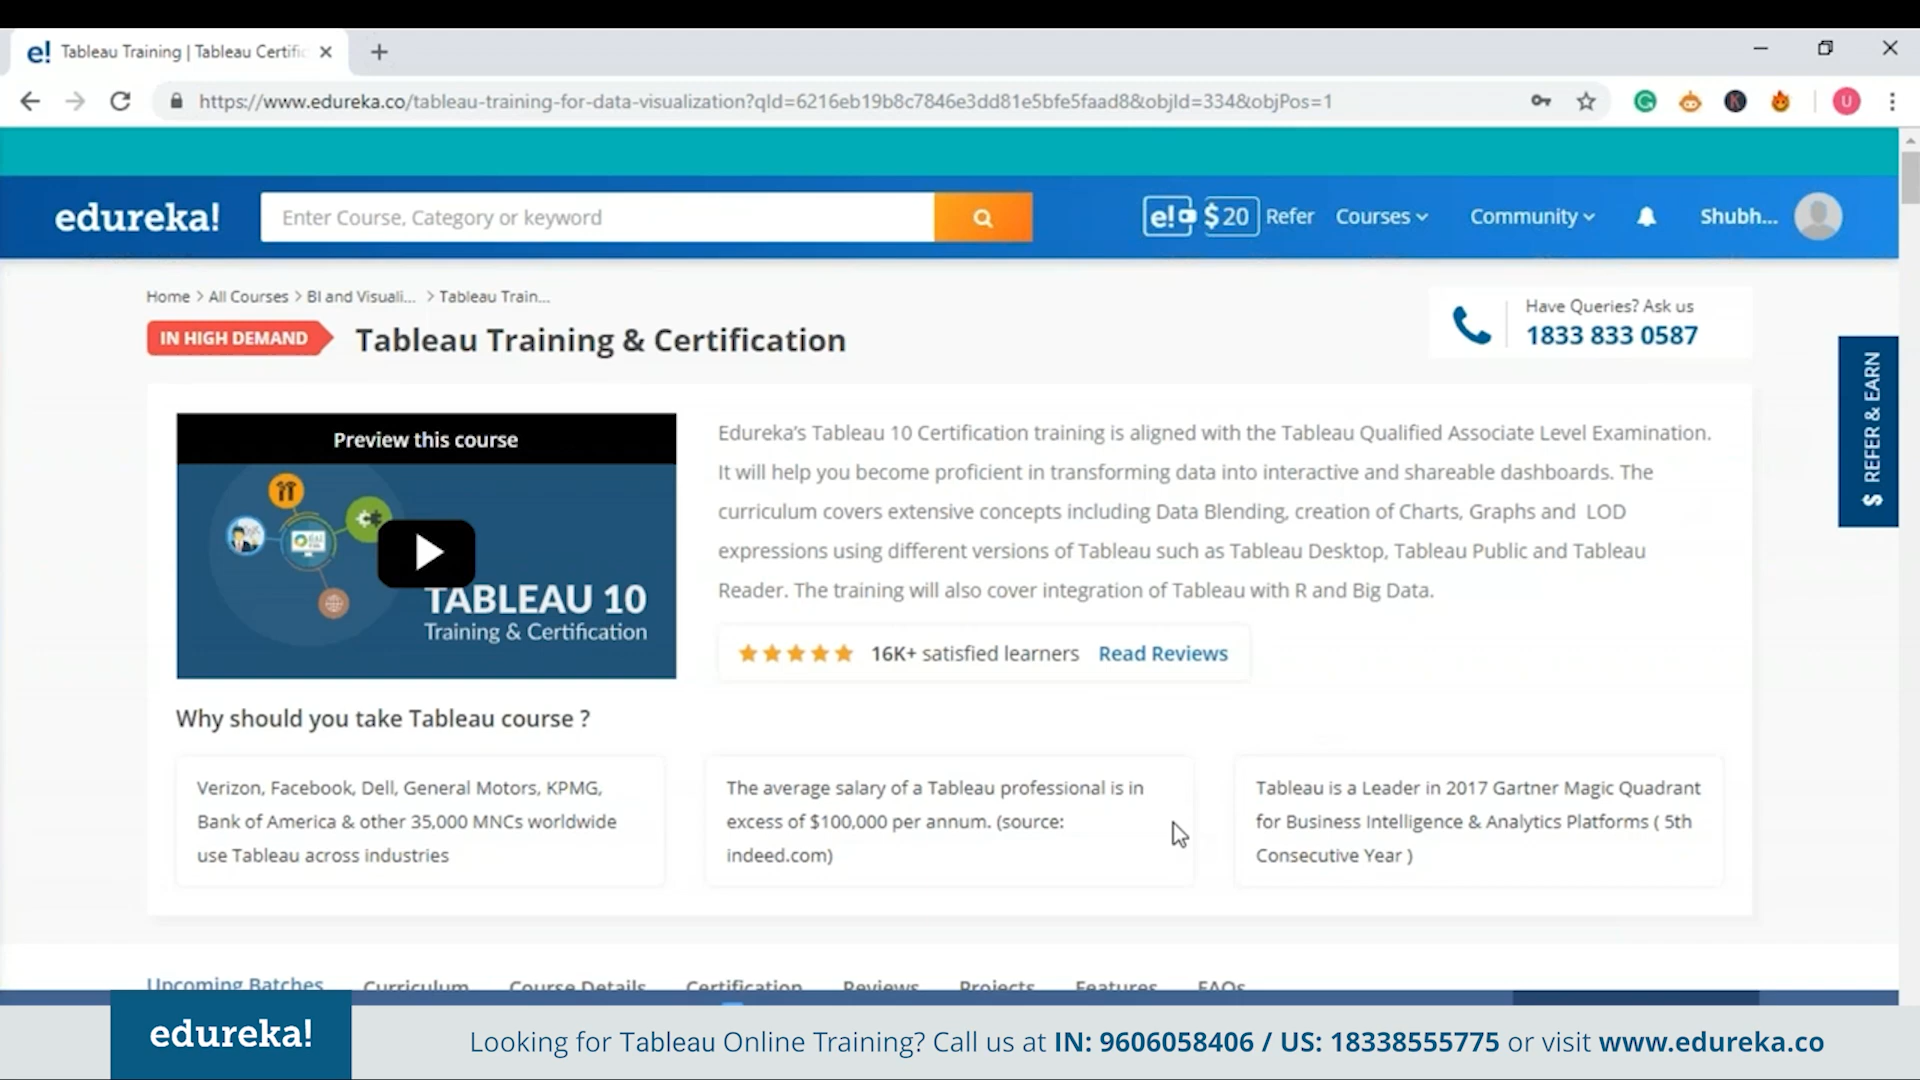 e! Tableau Training | Tableau Certific
https://www.edureka.co/tableau-training-for-data-visualization?qId=6216eb19b8c7846e3dd81e5bfe5faad8&objId=334&objPos=1
U
edureka!
Enter Course, Category or keyword
e! $20 Refer Courses Community Shubh...
Home > All Courses > BI and Visuali... > Tableau Train...
IN HIGH DEMAND
Tableau Training & Certification
Have Queries? Ask us
1833 833 0587
$ REFER & EARN
Preview this course
TABLEAU 10
Training & Certification
Edureka's Tableau 10 Certification training is aligned with the Tableau Qualified Associate Level Examination.
It will help you become proficient in transforming data into interactive and shareable dashboards. The
curriculum covers extensive concepts including Data Blending, creation of Charts, Graphs and LOD
expressions using different versions of Tableau such as Tableau Desktop, Tableau Public and Tableau
Reader. The training will also cover integration of Tableau with R and Big Data.
16K+ satisfied learners Read Reviews
Why should you take Tableau course ?
Verizon, Facebook, Dell, General Motors, KPMG,
Bank of America & other 35,000 MNCs worldwide
use Tableau across industries
The average salary of a Tableau professional is in
excess of $100,000 per annum. (source:
indeed.com)
Tableau is a Leader in 2017 Gartner Magic Quadrant
for Business Intelligence & Analytics Platforms ( 5th
Consecutive Year )
Upcoming Batches Curriculum Course Details Certification Reviews Projects Features FAQs
edureka!
Looking for Tableau Online Training? Call us at IN: 9606058406 / US: 18338555775 or visit www.edureka.co